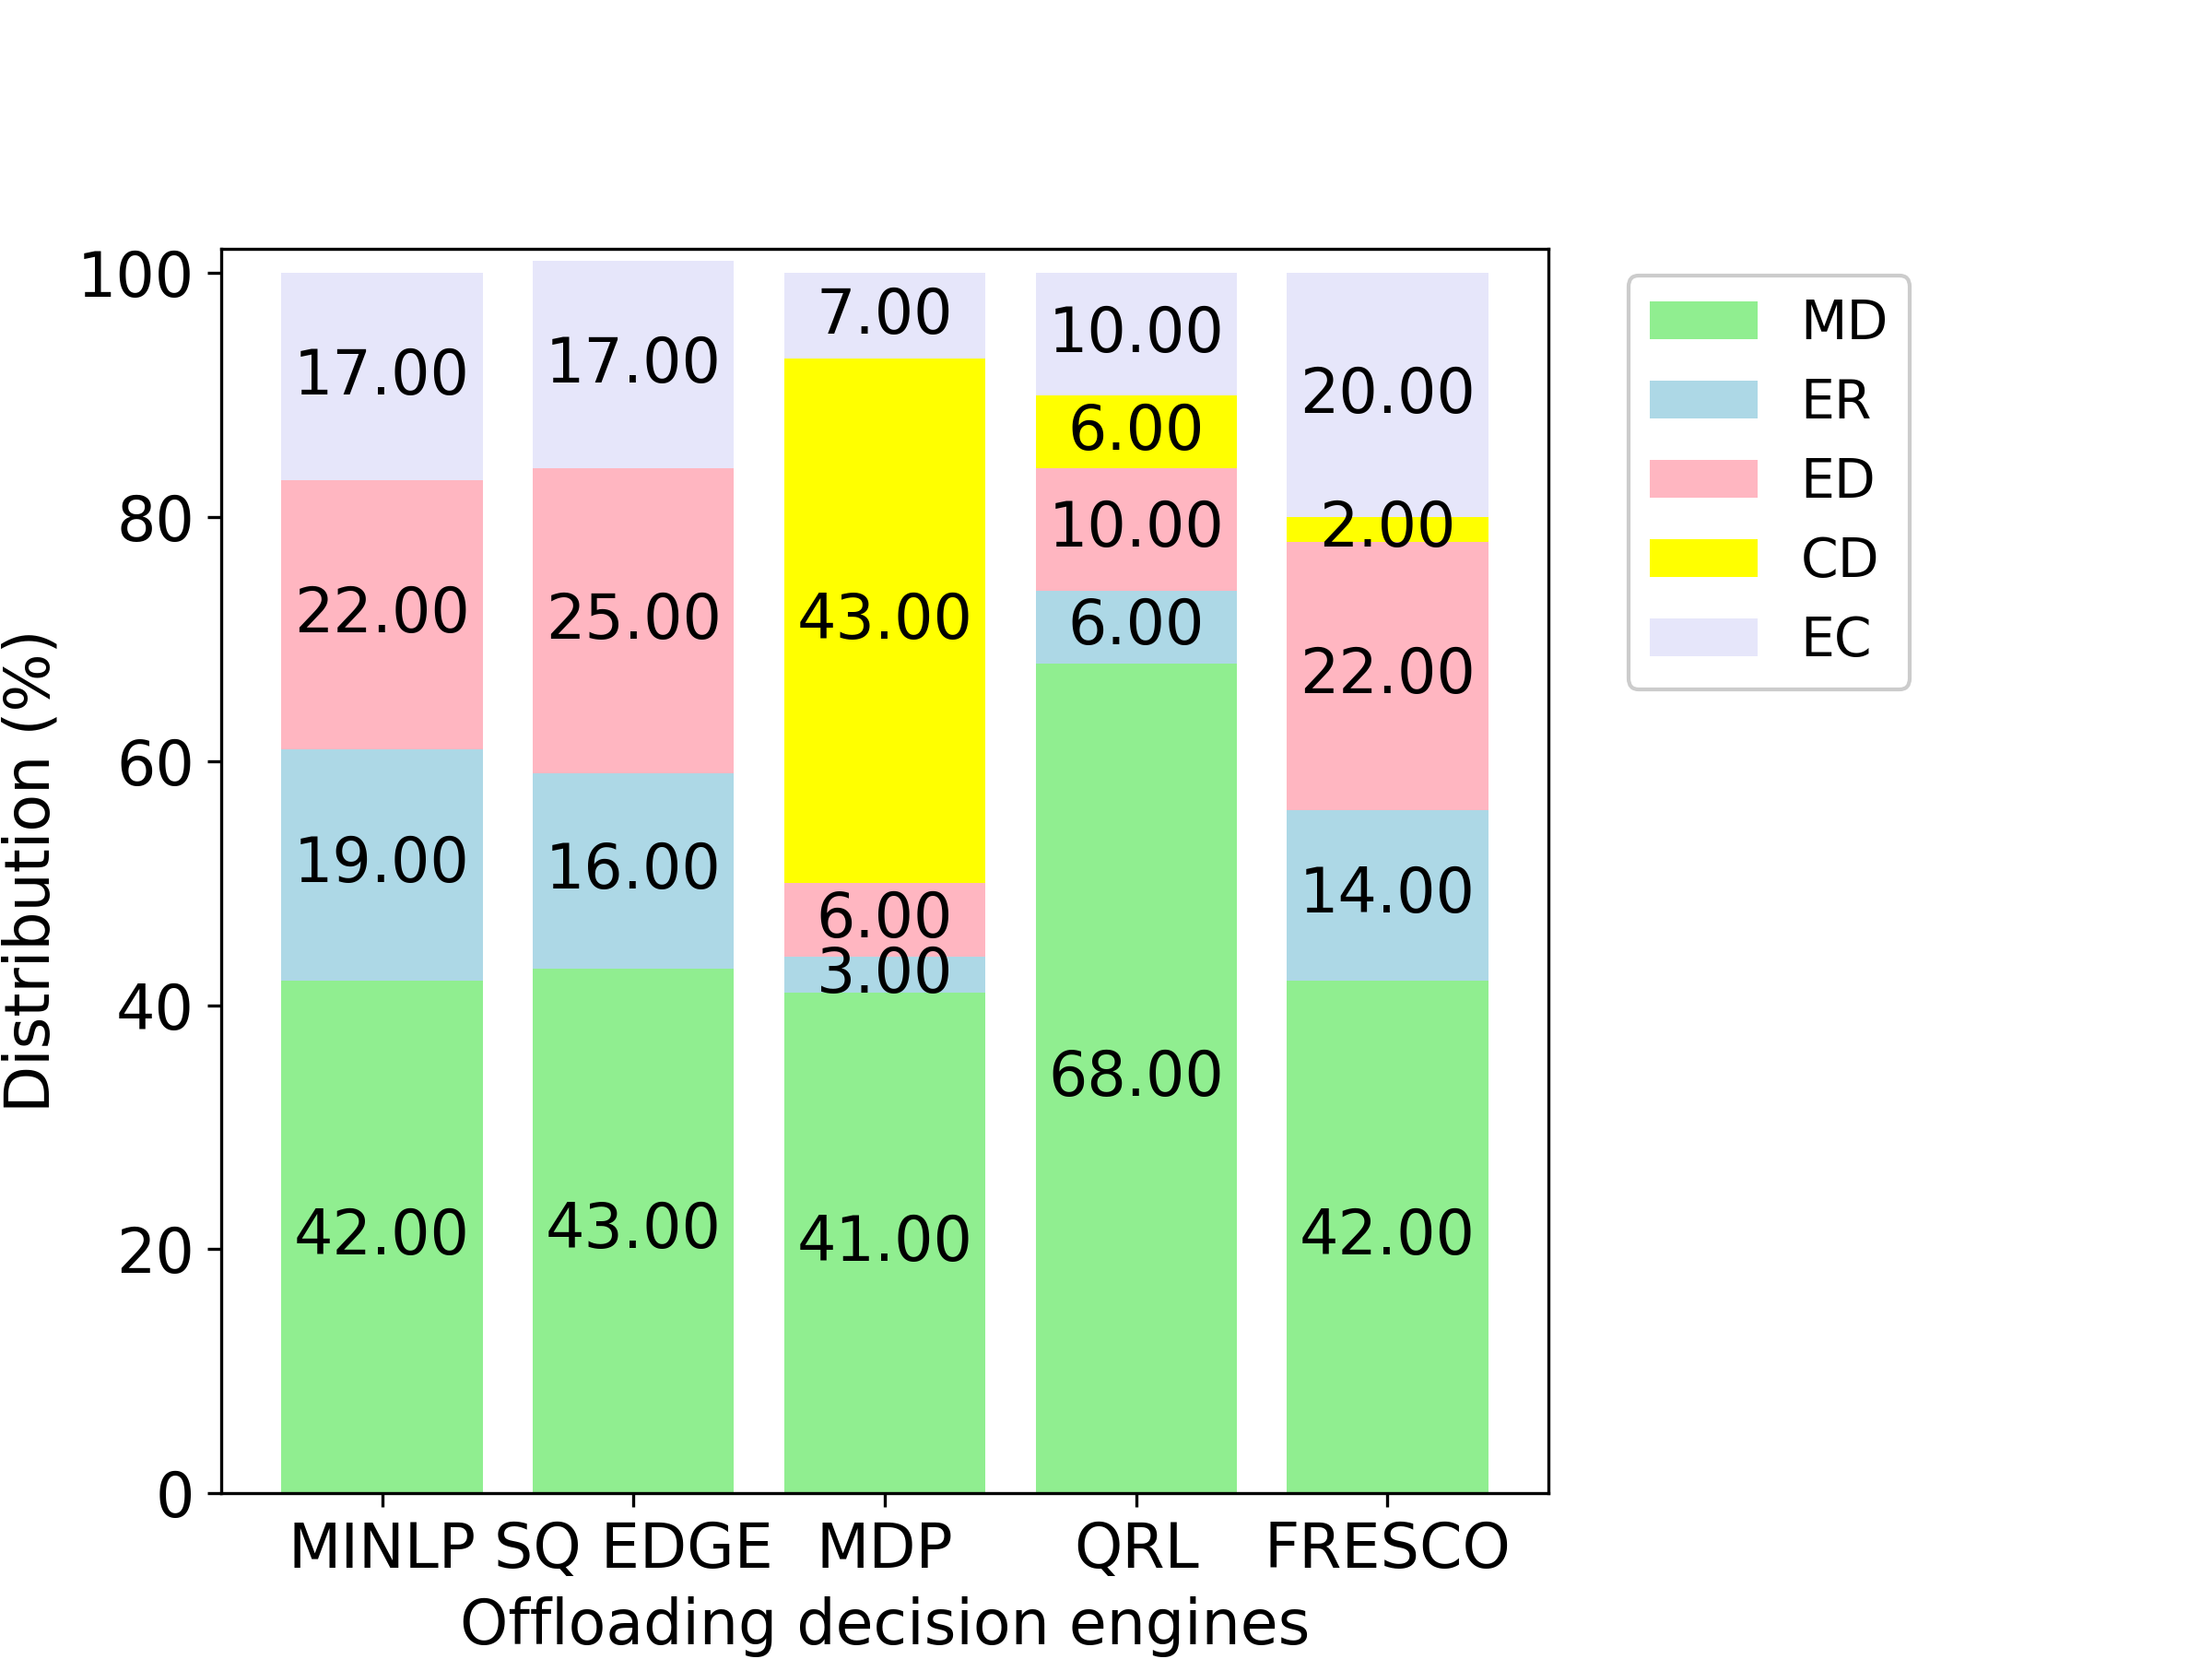 100
80
60
40
20
0
Distribution (%)
17.00
22.00
19.00
42.00
17.00
25.00
16.00
43.00
7.00
43.00
6.00
3.00
41.00
10.00
6.00
10.00
6.00
68.00
20.00
2.00
22.00
14.00
42.00
MINLP
SQ EDGE
MDP
QRL
FRESCO
Offloading decision engines
MD
ER
ED
CD
EC